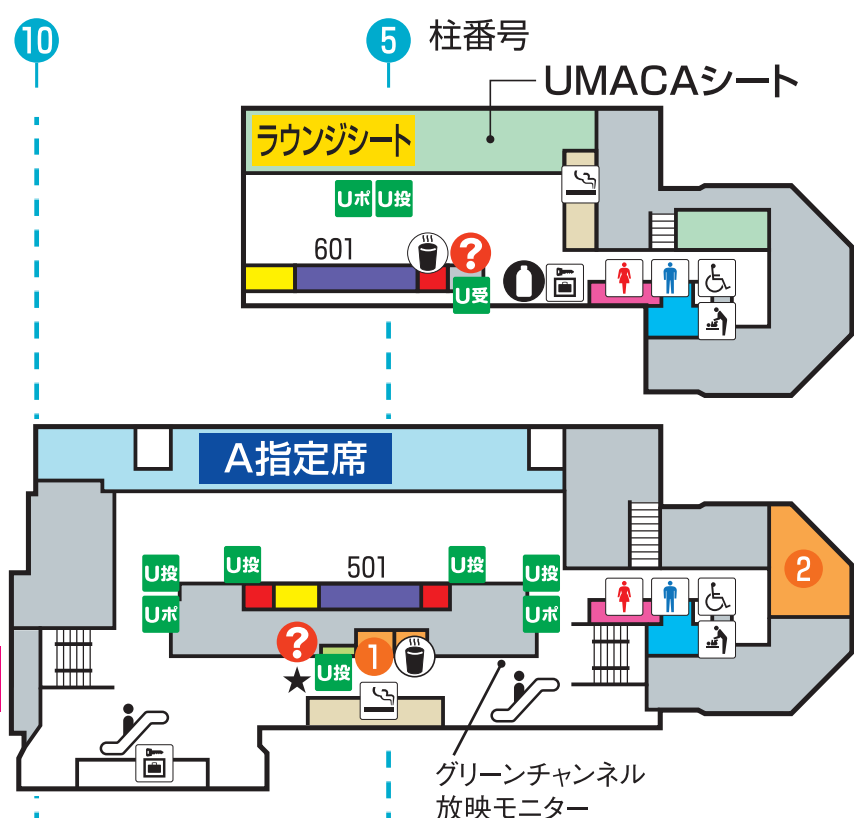 10
5
柱番号
UMACAシート
ラウンジシート
Uポ
U投
601
?
U受
A指定席
U投
U投
501
U投
U投
Uポ
Uポ
2
?
U投
1
★
グリーンチャンネル
放映モニター